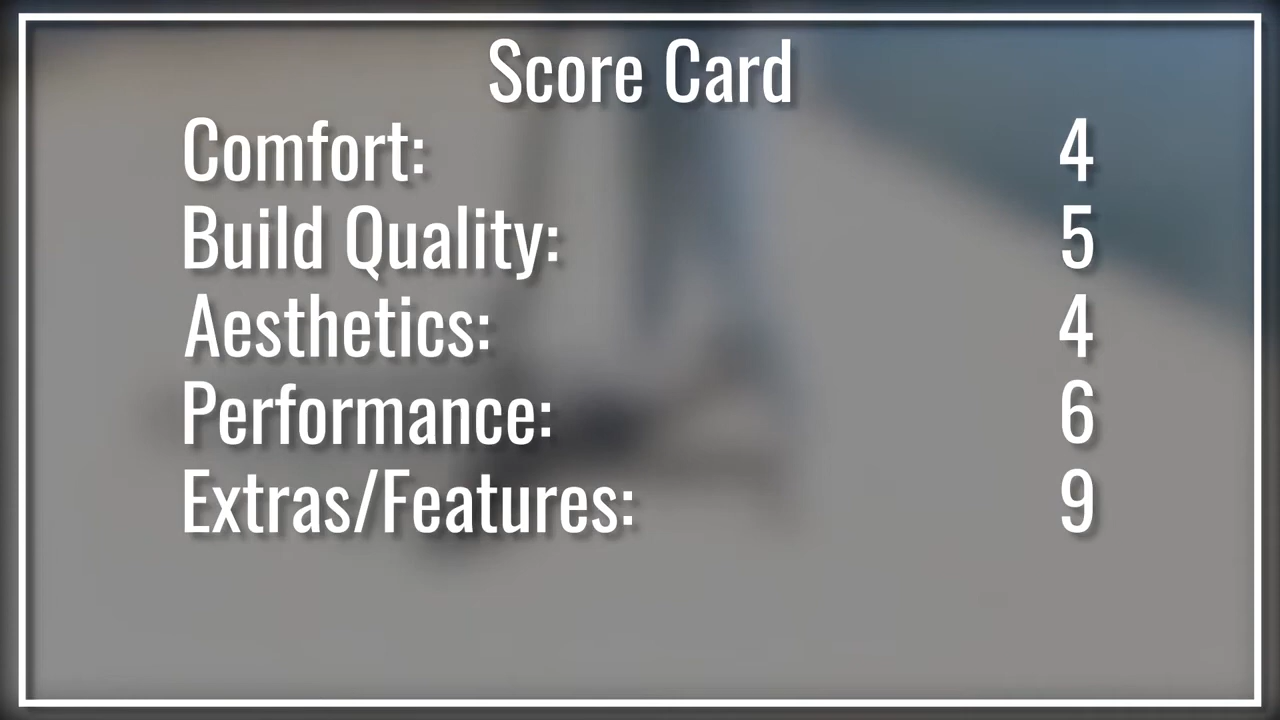 Score Card
Comfort: 4
Build Quality: 5
Aesthetics: 4
Performance: 6
Extras/Features: 9